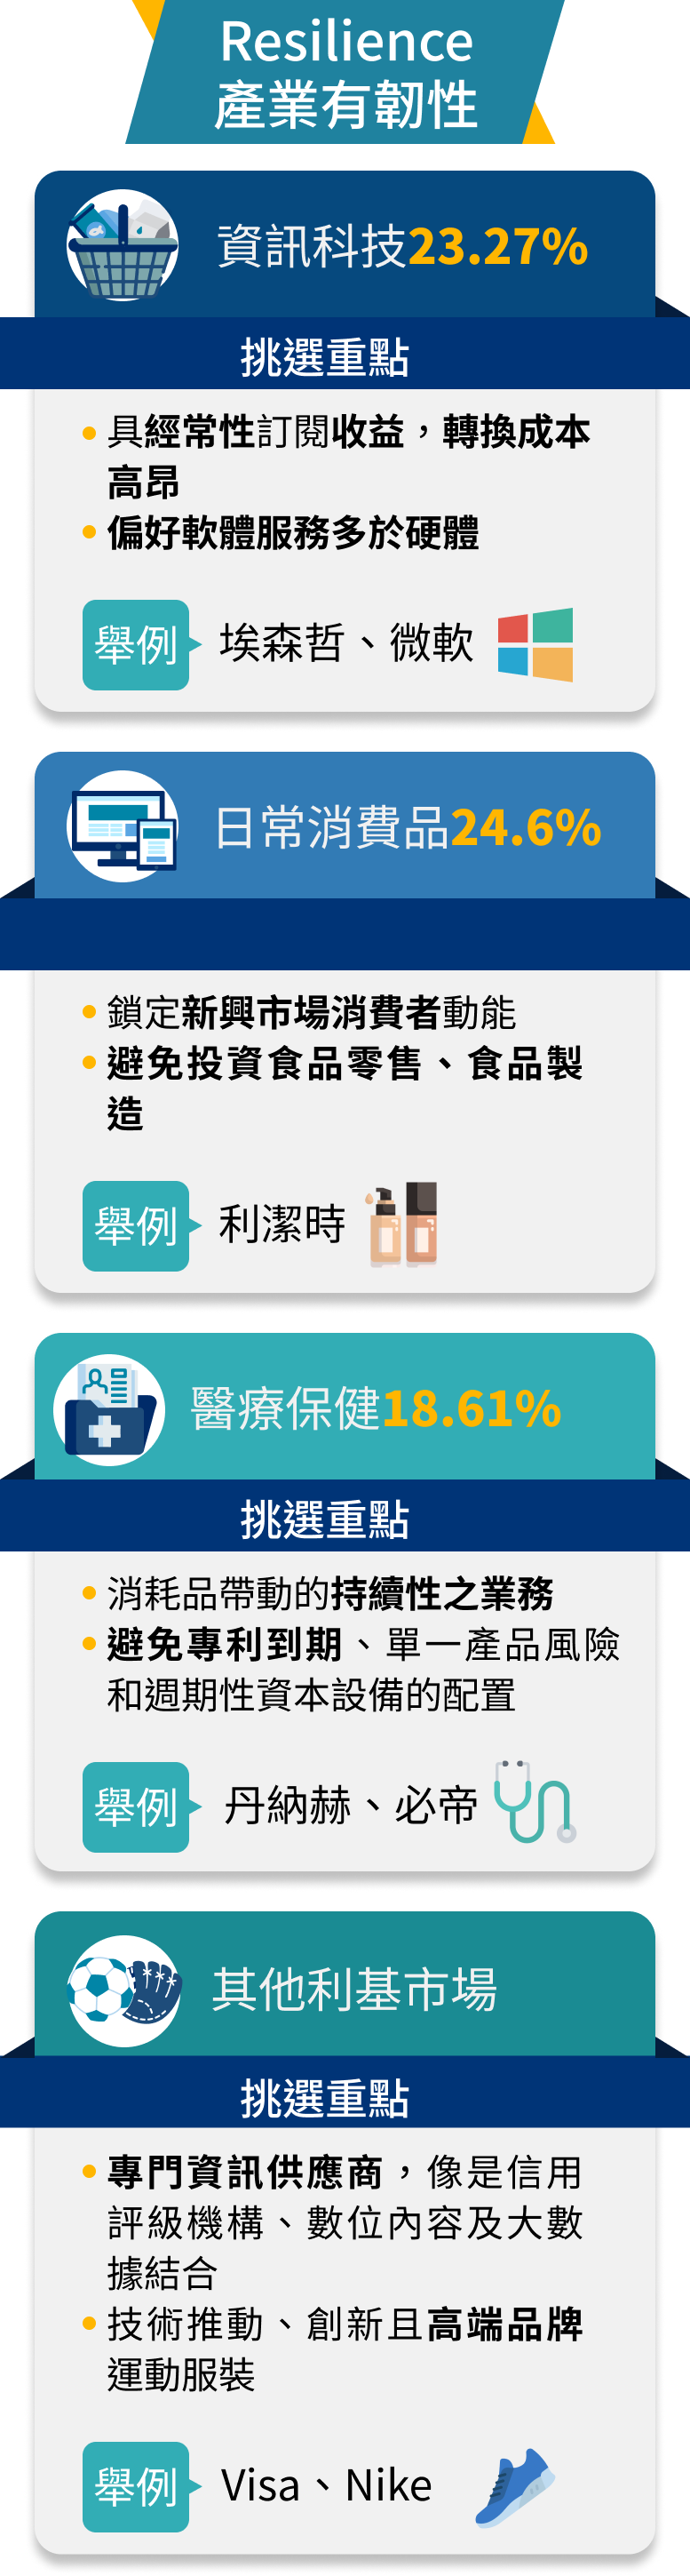 Resilience
產業有韌性
資訊科技23.27%
挑選重點
具經常性訂閱收益，轉換成本
高昂
偏好軟體服務多於硬體
舉例
埃森哲、微軟
日常消費品24.6%
鎖定新興市場消費者動能
避免投資食品零售、食品製
造
舉例
利潔時
醫療保健18.61%
挑選重點
消耗品帶動的持續性之業務
避免專利到期、單一產品風險
和週期性資本設備的配置
舉例
丹納赫、必帝
其他利基市場
挑選重點
專門資訊供應商，像是信用
評級機構、數位內容及大數
據結合
技術推動、創新且高端品牌
運動服裝
舉例
Visa、Nike